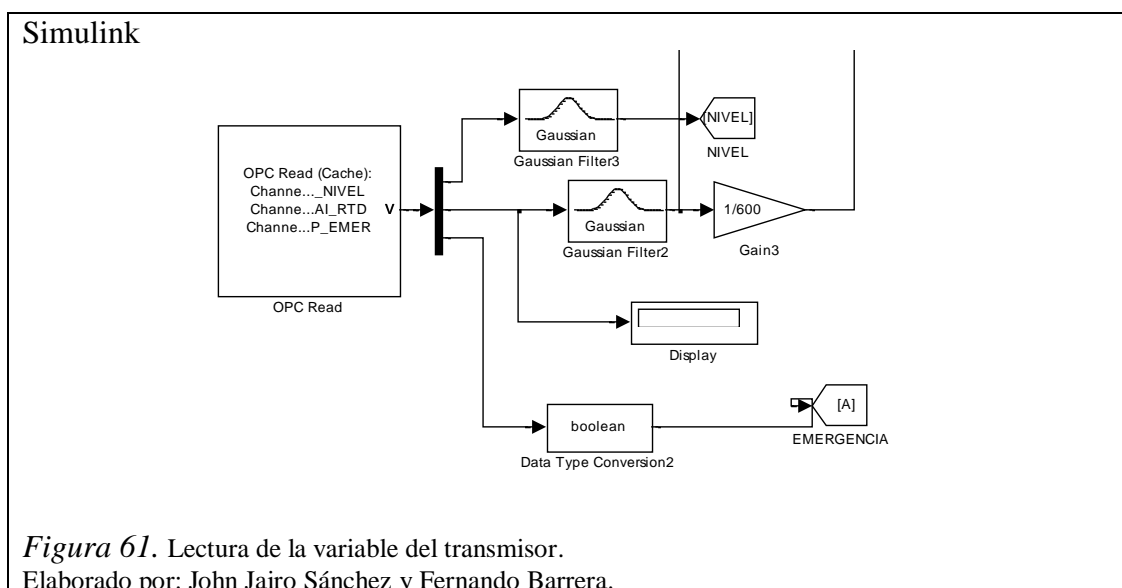 Simulink
OPC Read (Cache):
Channe..._NIVEL
Channe...AI_RTD
Channe...P_EMER
V
OPC Read
Gaussian
Gaussian Filter3
[NIVEL]
NIVEL
Gaussian
Gaussian Filter2
1/600
Gain3
Display
boolean
Data Type Conversion2
[A]
EMERGENCIA
Figura 61. Lectura de la variable del transmisor.
Elaborado por: John Jairo Sánchez y Fernando Barrera.